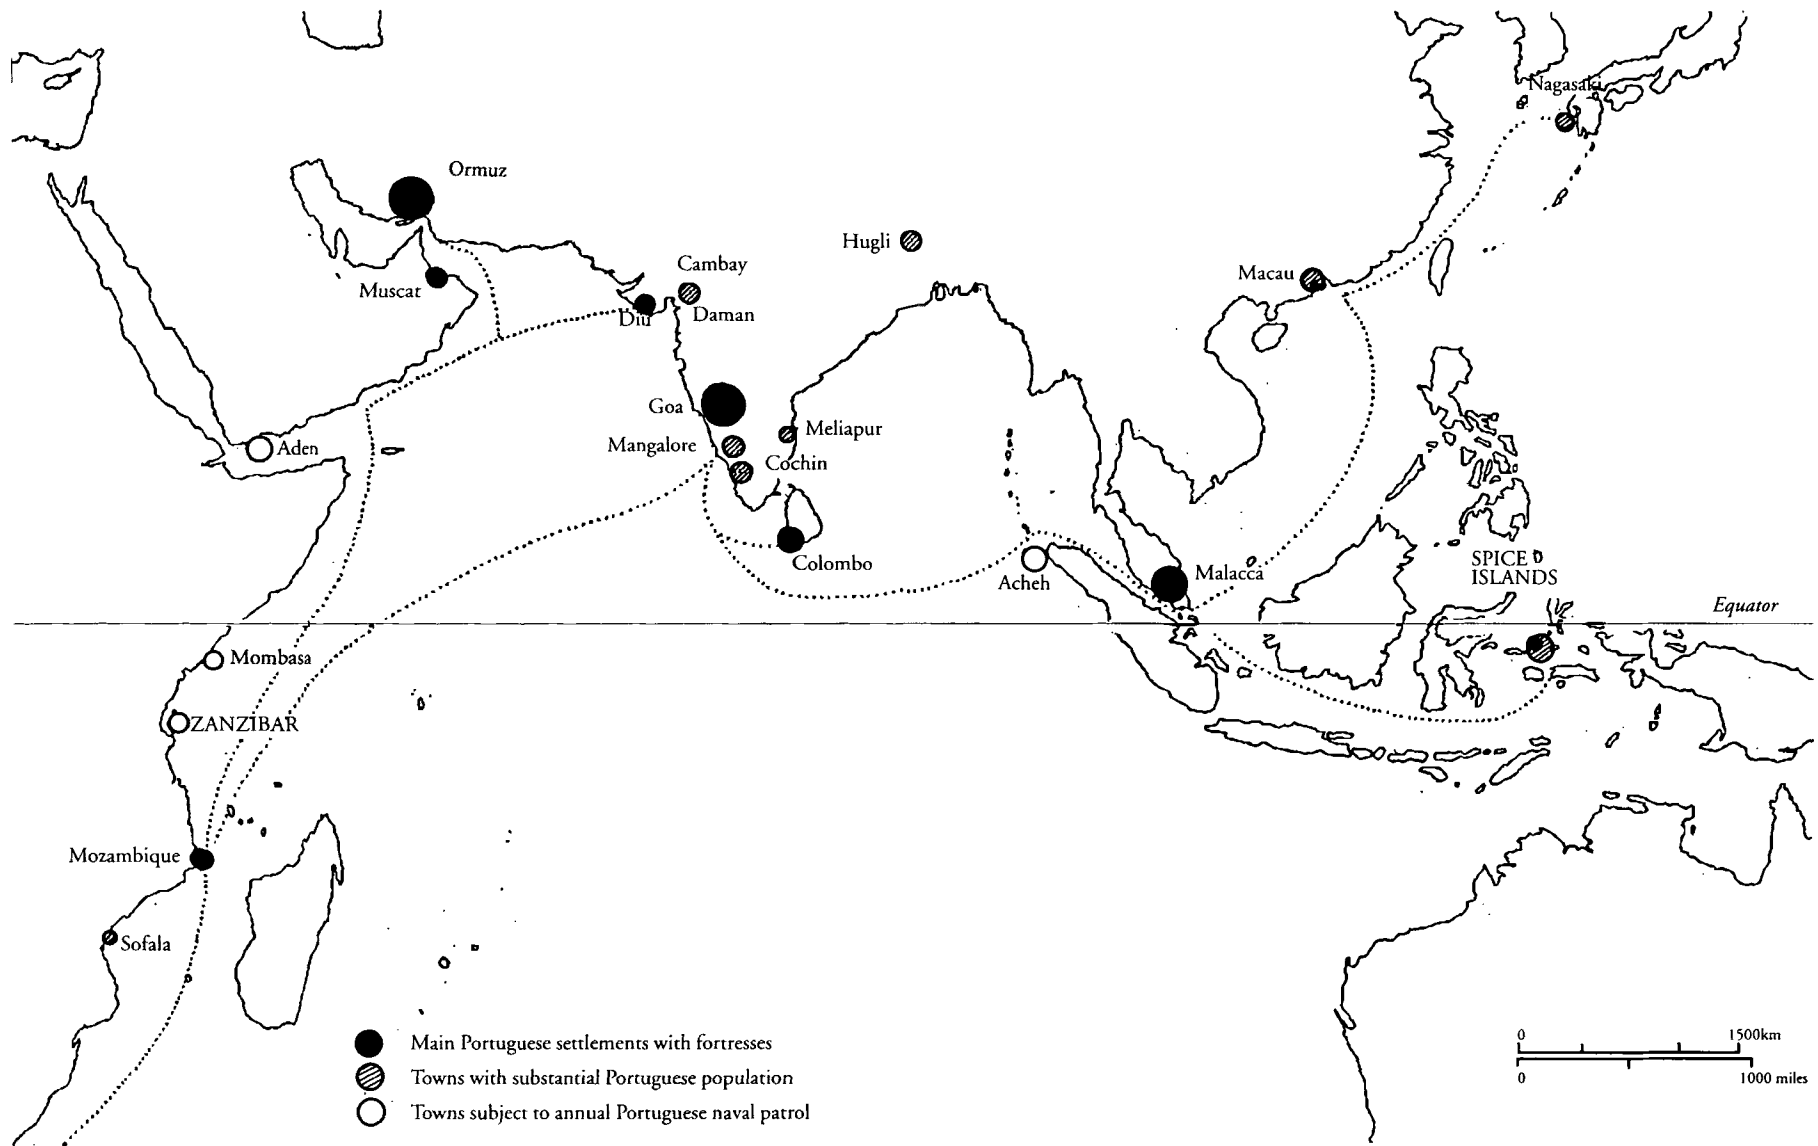 Nagasaki
Ormuz
Hugli
Cambay
Macau
Muscat
Diu
Daman
Goa
Meliapur
Mangalore
Cochin
Aden
SPICE
ISLANDS
Colombo
Malacca
Acheh
Equator
Mombasa
ZANZIBAR
Mozambique
Sofala
0 1500km
0 1000 miles
Main Portuguese settlements with fortresses
Towns with substantial Portuguese population
Towns subject to annual Portuguese naval patrol